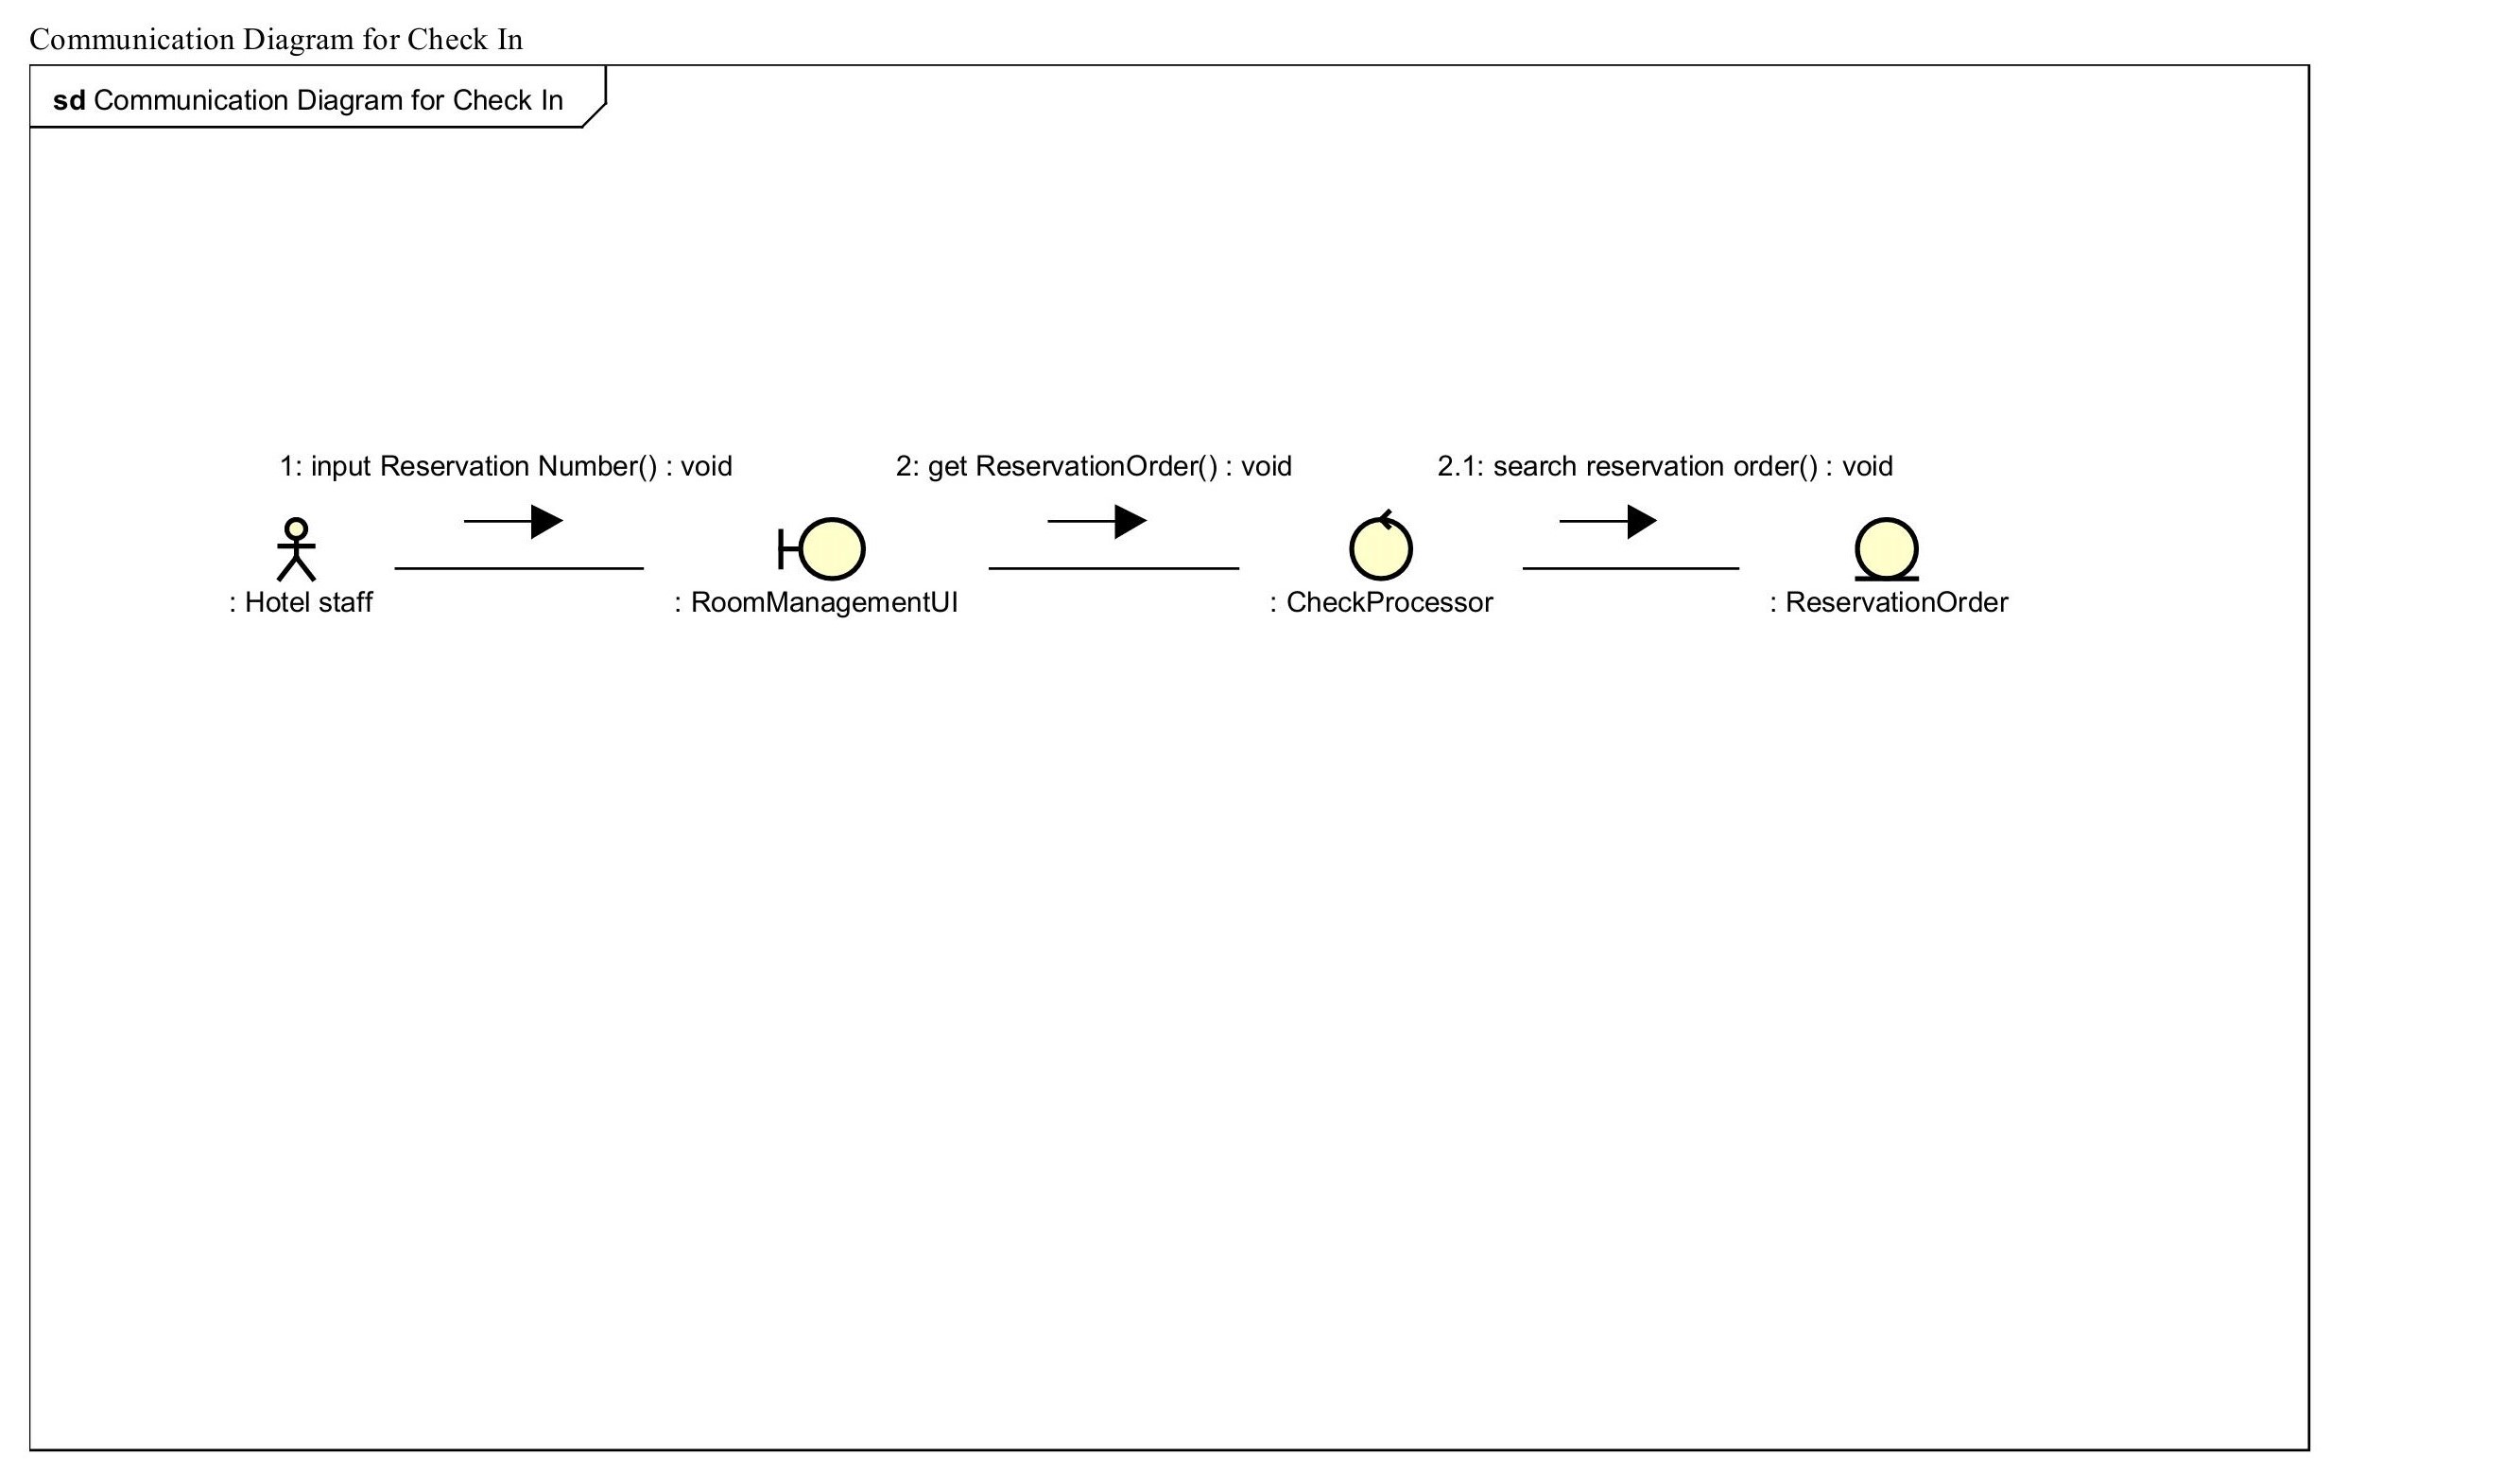 Communication Diagram for Check In
sd Communication Diagram for Check In
1: input Reservation Number() : void
2: get ReservationOrder() : void
2.1: search reservation order() : void
: Hotel staff
: RoomManagementUI
: CheckProcessor
: ReservationOrder